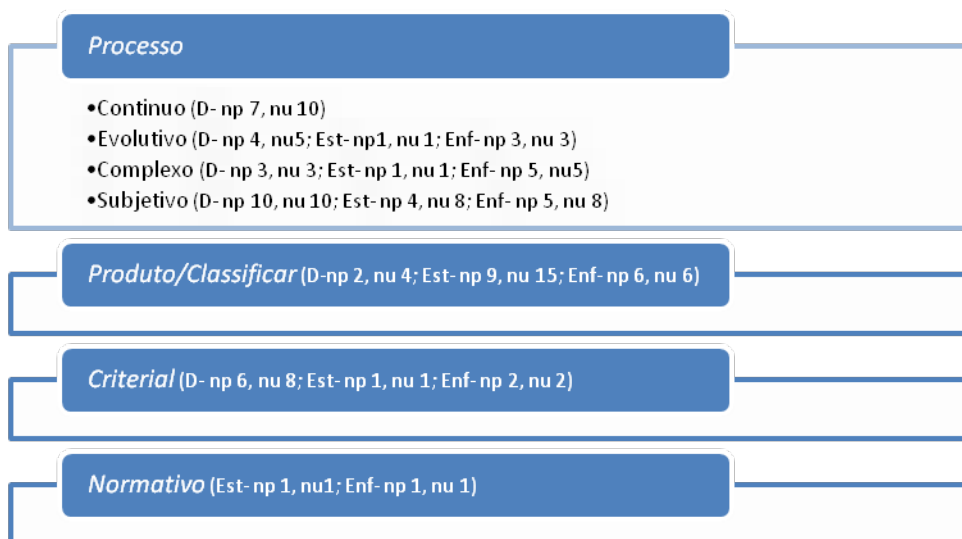 Processo
•Continuo (D- np 7, nu 10)
•Evolutivo (D- np 4, nu5; Est-np1, nu 1; Enf- np 3, nu 3)
•Complexo (D- np 3, nu 3; Est- np 1, nu 1; Enf- np 5, nu5)
•Subjetivo (D- np 10, nu 10; Est- np 4, nu 8; Enf- np 5, nu 8)
Produto/Classificar (D-np 2, nu 4; Est- np 9, nu 15; Enf- np 6, nu 6)
Criterial (D- np 6, nu 8; Est- np 1, nu 1; Enf- np 2, nu 2)
Normativo (Est- np 1, nu1; Enf- np 1, nu 1)